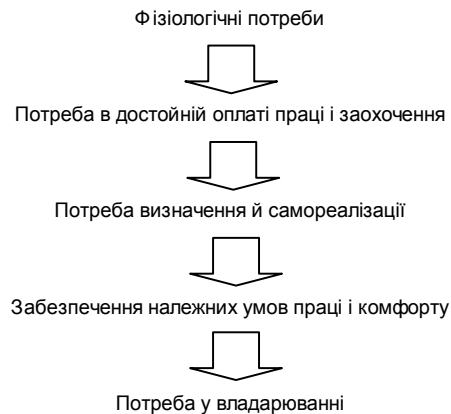 Фізіологічні потреби
Потреба в достойній оплаті праці і заохочення
Потреба визначення й самореалізації
Забезпечення належних умов праці і комфорту
Потреба у владарюванні